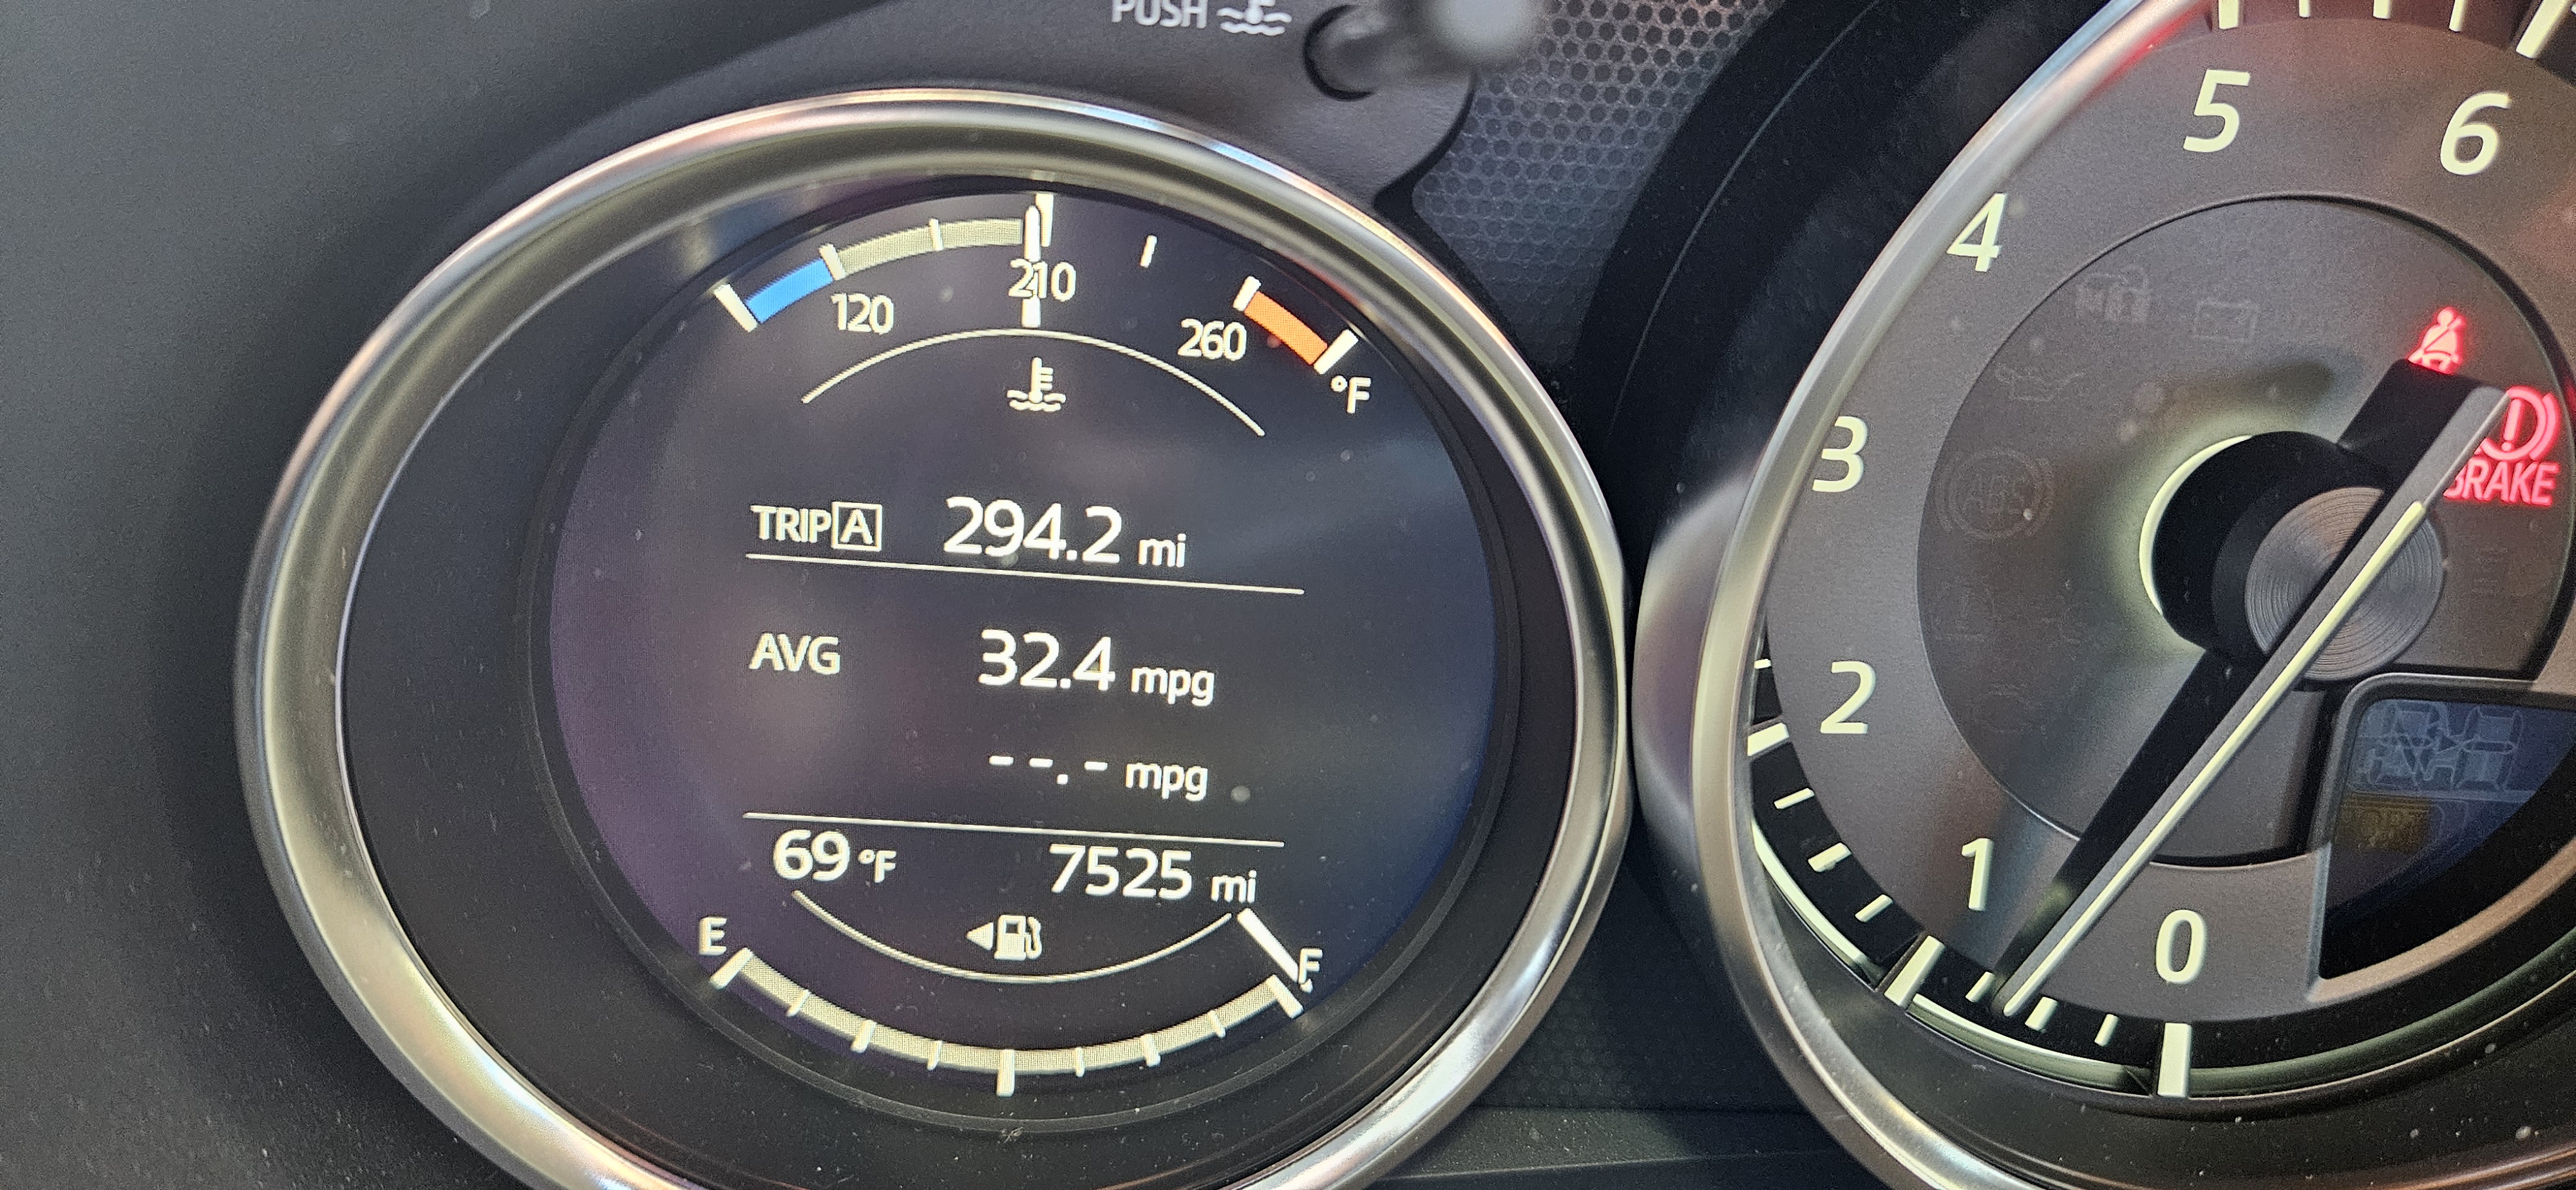 PUSH
120 210 260
°F
TRIP A 294.2 mi
AVG 32.4 mpg
--.- mpg
69 °F 7525 mi
E F
0
1
2
3
4
5
6
ABS
BRAKE